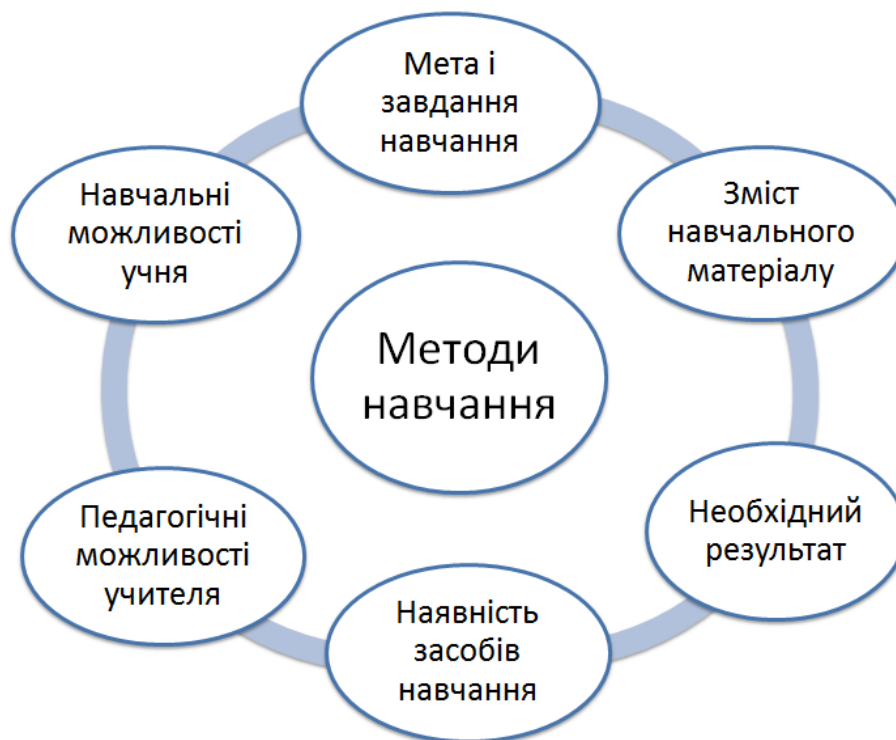 Мета і
завдання
навчання
Зміст
навчального
матеріалу
Необхідний
результат
Наявність
засобів
навчання
Педагогічні
можливості
учителя
Навчальні
можливості
учня
Методи
навчання